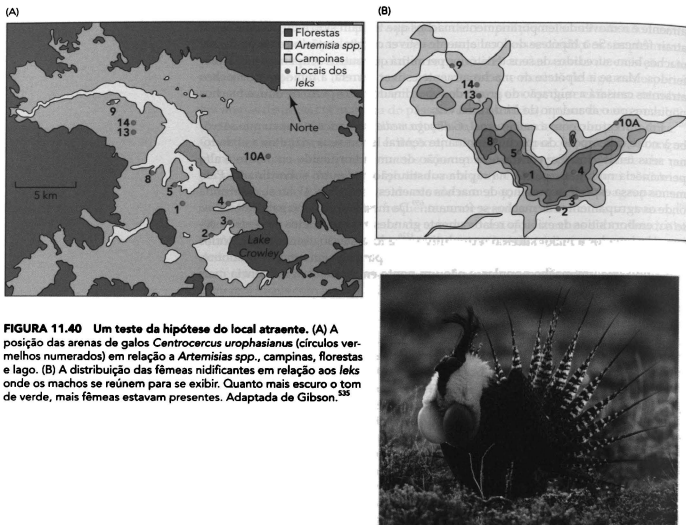 (A)
Florestas
Artemisia spp.
Campinas
Locais dos
leks
Norte
9
14
13
10A
8
5
5 km
1
4
3
2
Lake
Crowley
(B)
9
14
13
10A
8
5
1
4
3
2
FIGURA 11.40 Um teste da hipótese do local atraente. (A) A
posição das arenas de galos Centrocercus urophasianus (círculos ver-
melhos numerados) em relação a Artemisias spp., campinas, florestas
e lago. (B) A distribuição das fêmeas nidificantes em relação aos leks
onde os machos se reúnem para se exibir. Quanto mais escuro o tom
de verde, mais fêmeas estavam presentes. Adaptada de Gibson.535